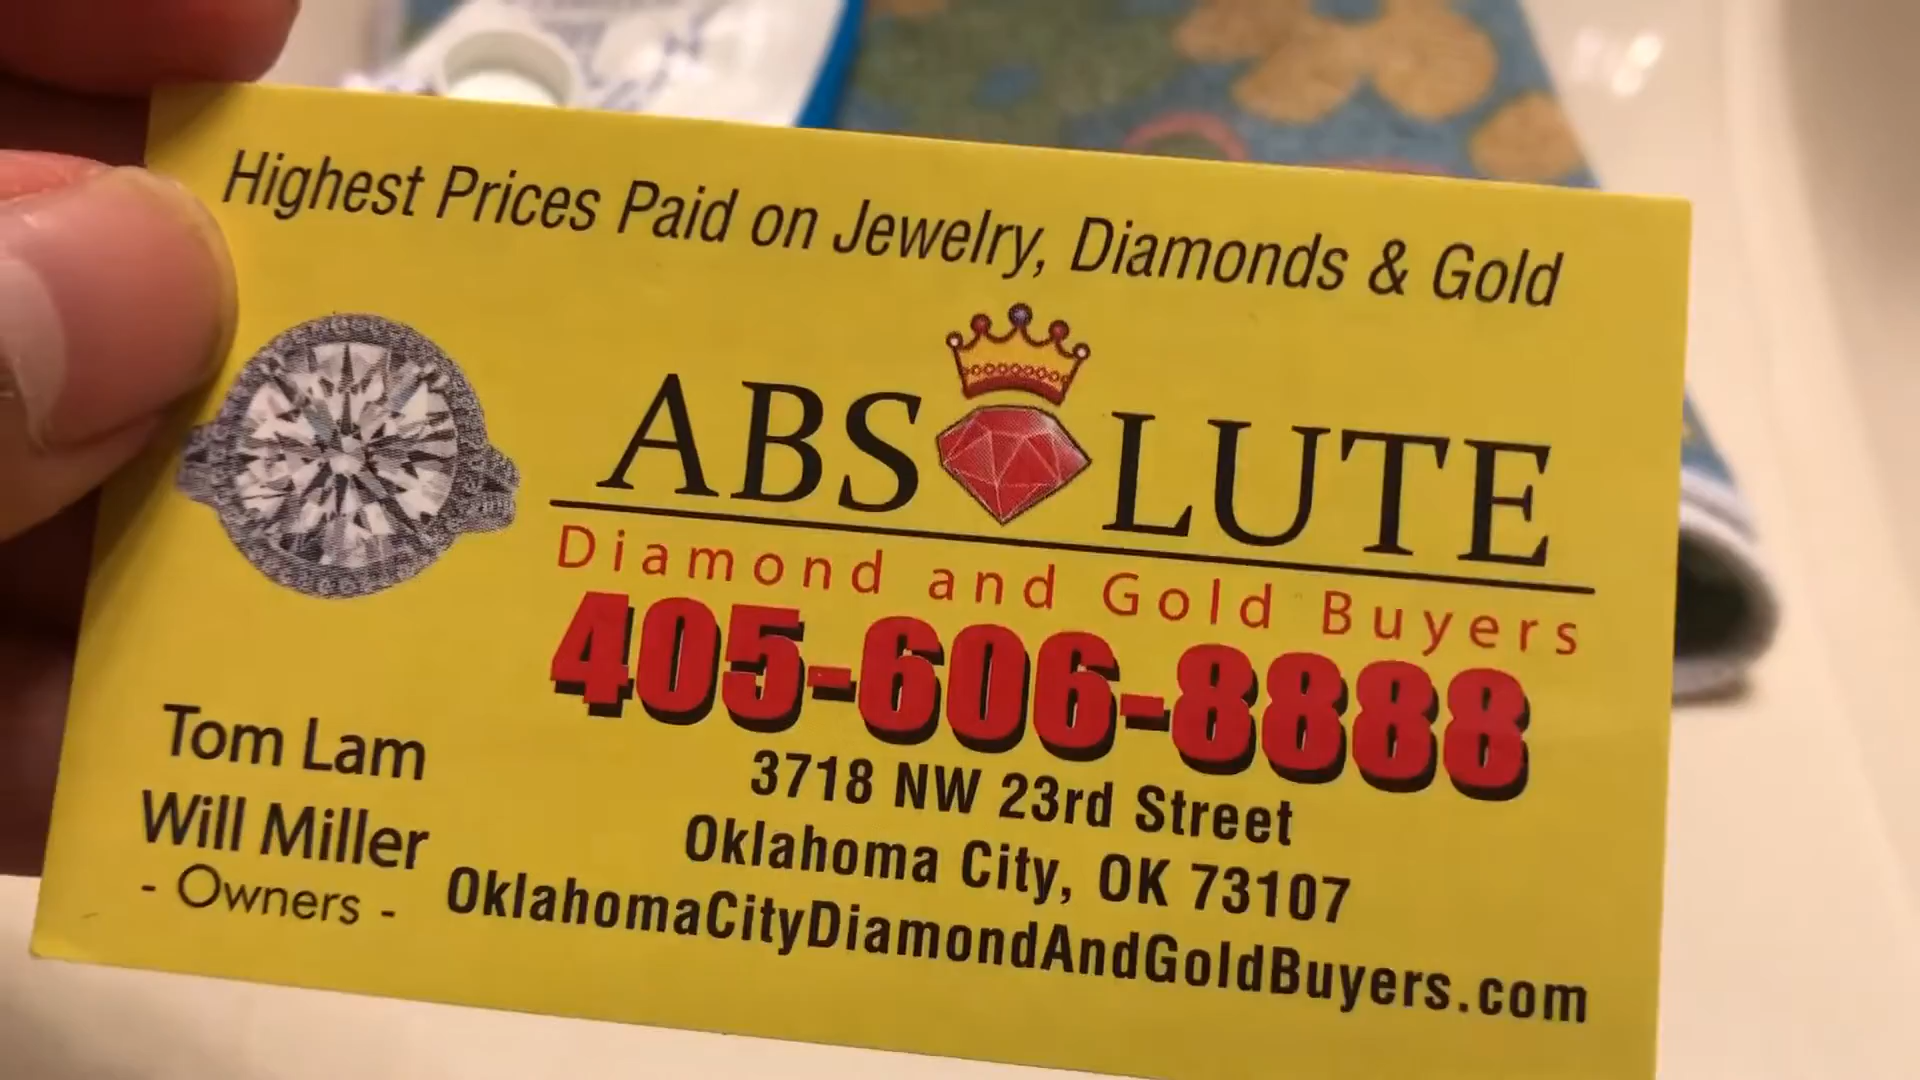 Highest Prices Paid on Jewelry, Diamonds & Gold
ABSOLUTE
Diamond and Gold Buyers
405-606-8888
3718 NW 23rd Street
Oklahoma City, OK 73107
OklahomaCityDiamondAndGoldBuyers.com
Tom Lam
Will Miller
- Owners -